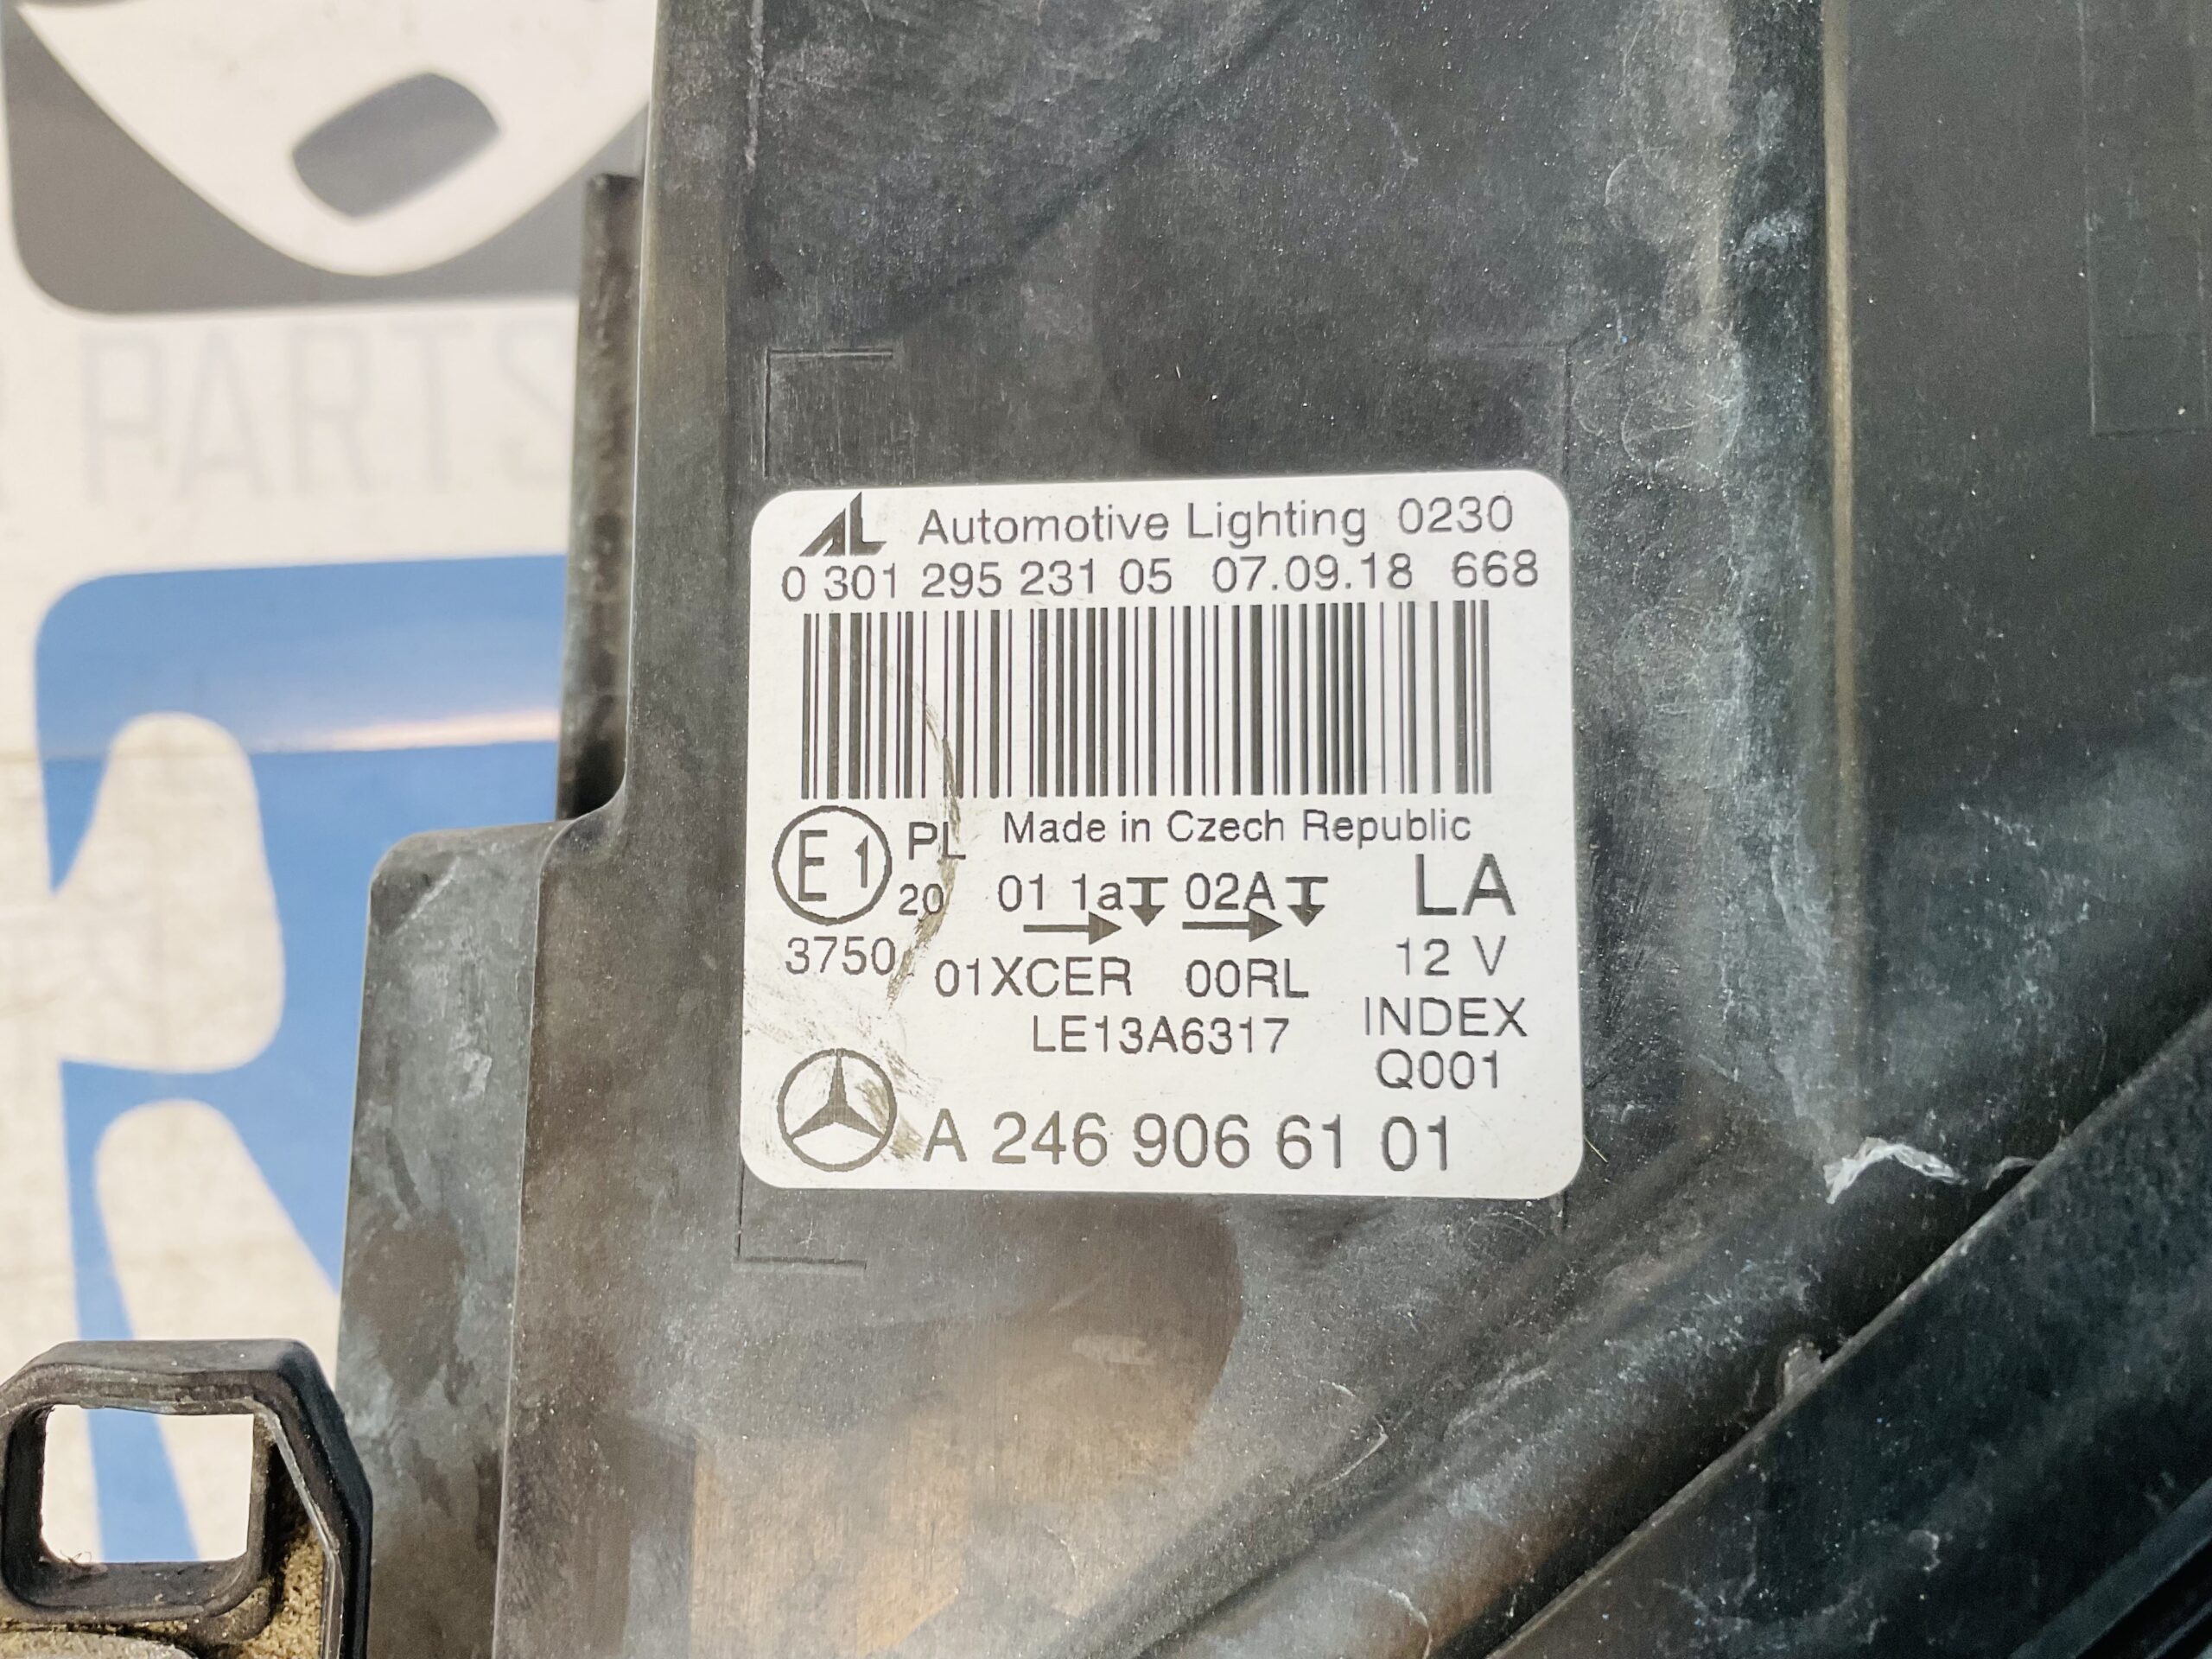 PARTS
AL Automotive Lighting 0230
0 301 295 231 05 07.09.18 668
E1 PL Made in Czech Republic
20 01 1a 02A LA
3750 01XCER 00RL 12 V
LE13A6317 INDEX
Q001
A 246 906 61 01